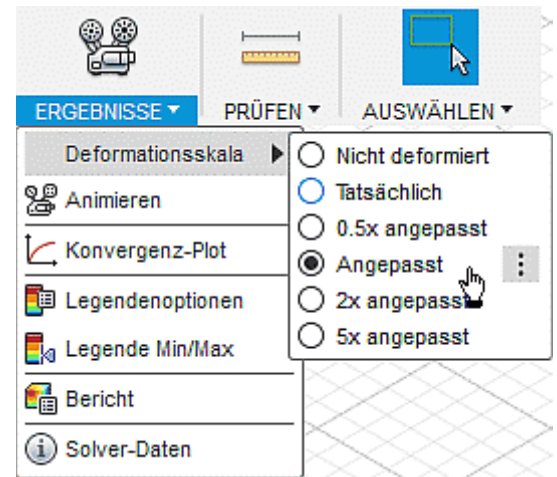 ERGEBNISSE
PRÜFEN
AUSWÄHLEN
Deformationsskala
Nicht deformiert
Tatsächlich
0.5x angepasst
Angepasst
2x angepasst
5x angepasst
Animieren
Konvergenz-Plot
Legendenoptionen
Legende Min/Max
Bericht
Solver-Daten